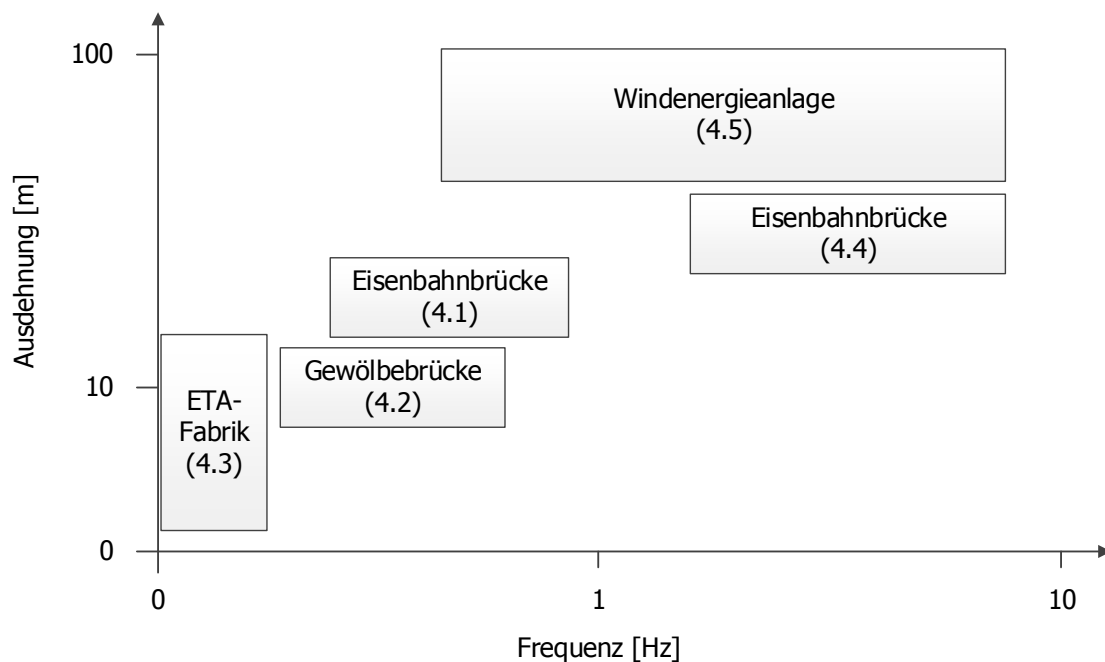 100
Windenergieanlage
(4.5)
Eisenbahnbrücke
(4.4)
Ausdehnung [m]
Eisenbahnbrücke
(4.1)
Gewölbebrücke
(4.2)
10
ETA-
Fabrik
(4.3)
0
0
1
10
Frequenz [Hz]